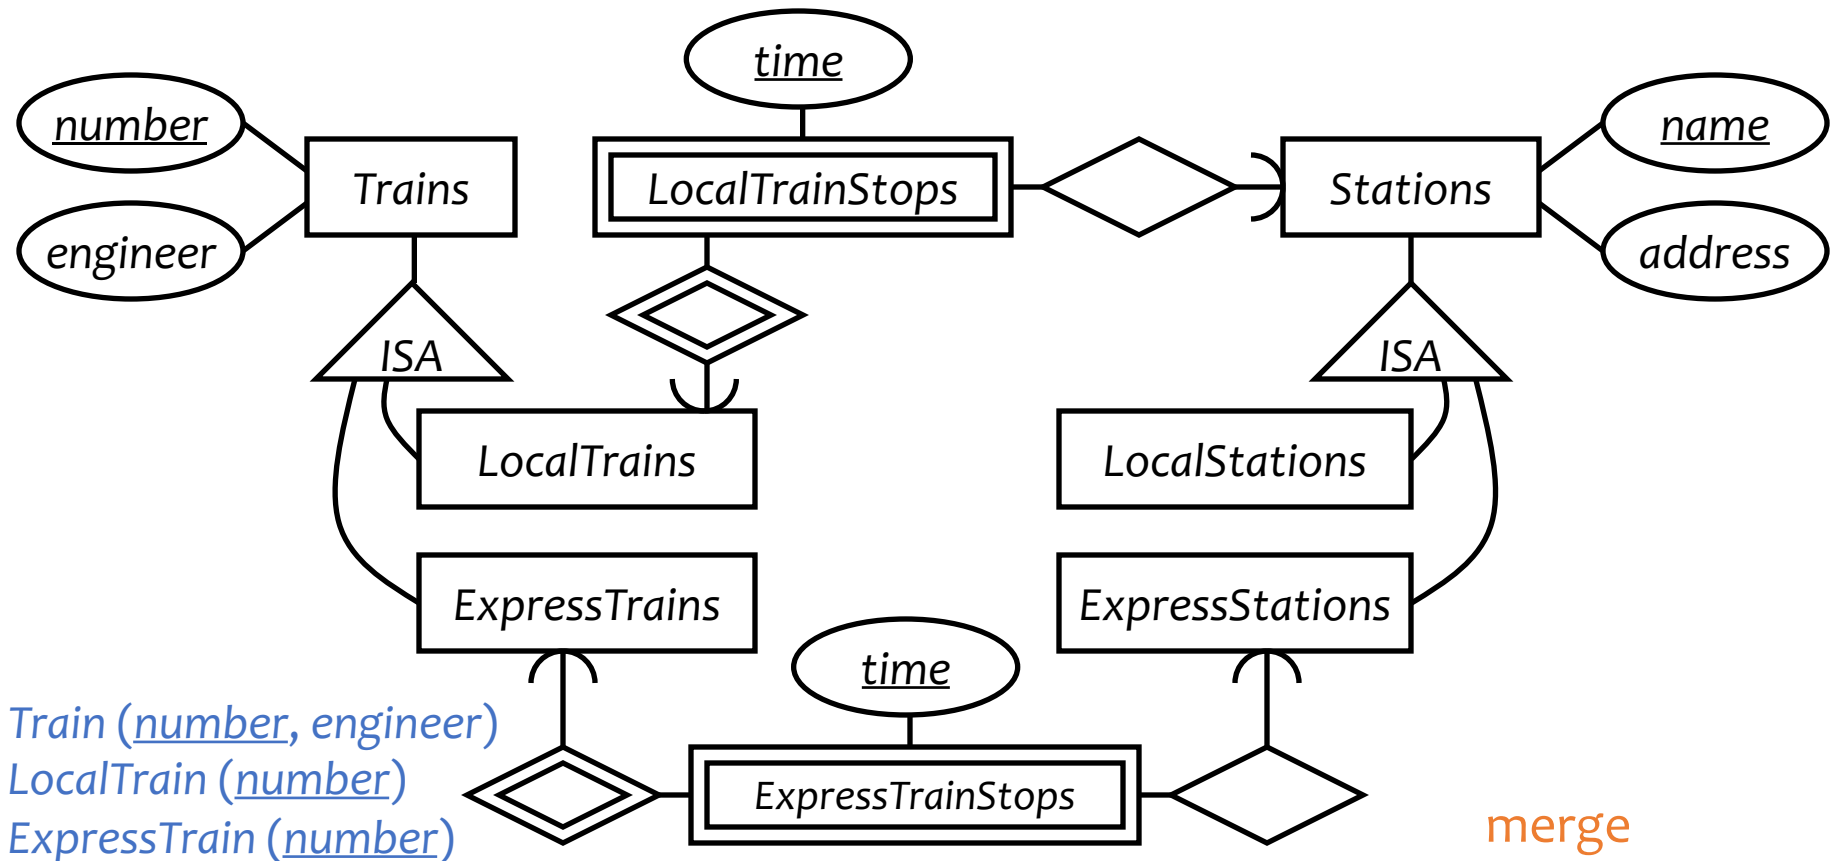 time
number
name
Trains
LocalTrainStops
Stations
engineer
address
ISA
ISA
LocalTrains
LocalStations
ExpressTrains
ExpressStations
time
Train (number, engineer)
LocalTrain (number)
ExpressTrain (number)
ExpressTrainStops
merge